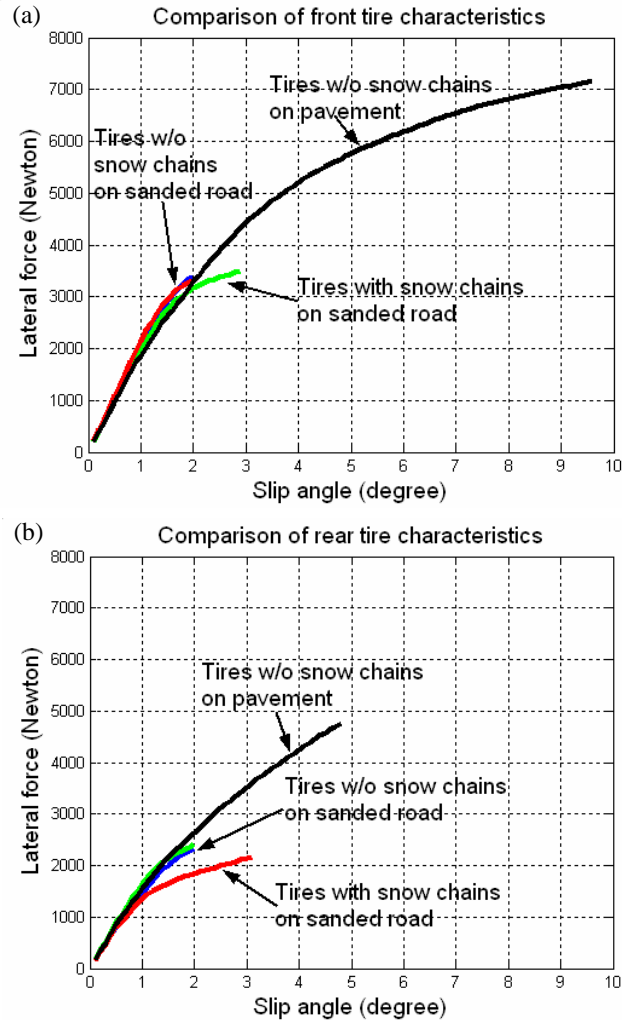 (a)
Comparison of front tire characteristics
8000
7000
6000
5000
4000
3000
2000
1000
0
Lateral force (Newton)
Tires w/o snow chains
on pavement
Tires w/o
snow chains
on sanded road
Tires with snow chains
on sanded road
0 1 2 3 4 5 6 7 8 9 10
Slip angle (degree)
(b)
Comparison of rear tire characteristics
8000
7000
6000
5000
4000
3000
2000
1000
0
Lateral force (Newton)
Tires w/o snow chains
on pavement
Tires w/o snow chains
on sanded road
Tires with snow chains
on sanded road
0 1 2 3 4 5 6 7 8 9 10
Slip angle (degree)